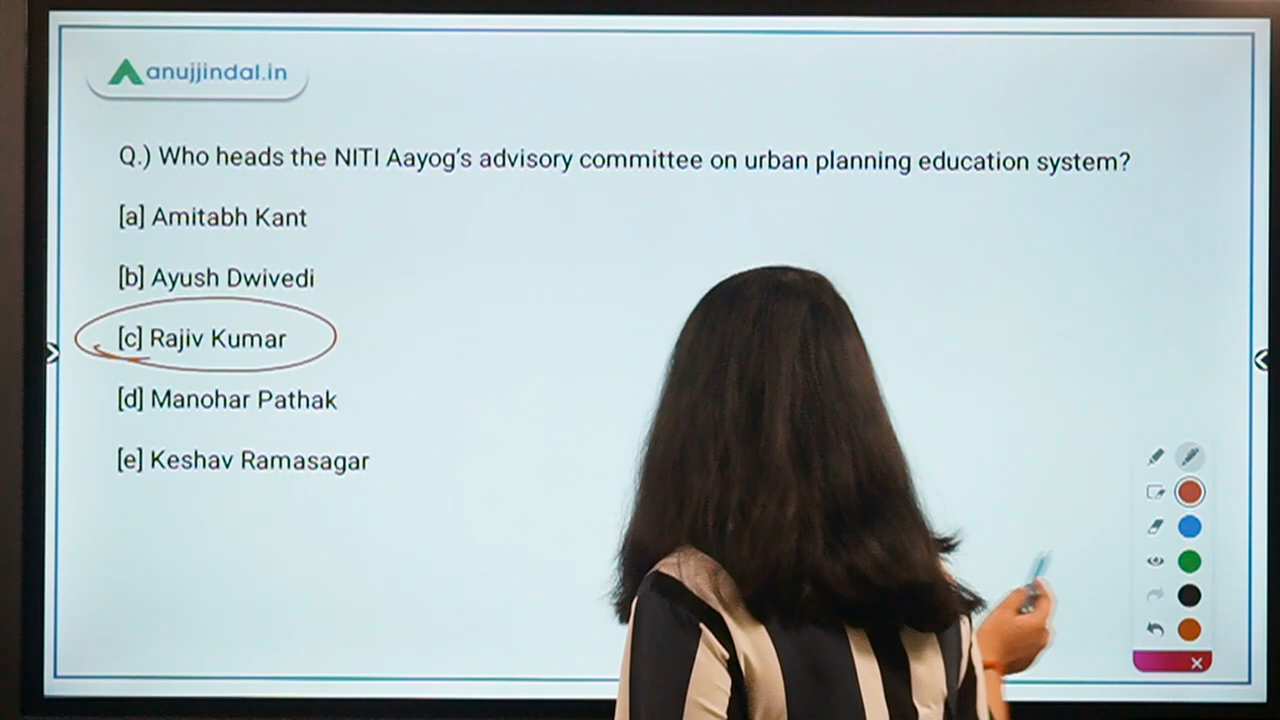 anujjindal.in
Q.) Who heads the NITI Aayog's advisory committee on urban planning education system?
[a] Amitabh Kant
[b] Ayush Dwivedi
[c] Rajiv Kumar
[d] Manohar Pathak
[e] Keshav Ramasagar